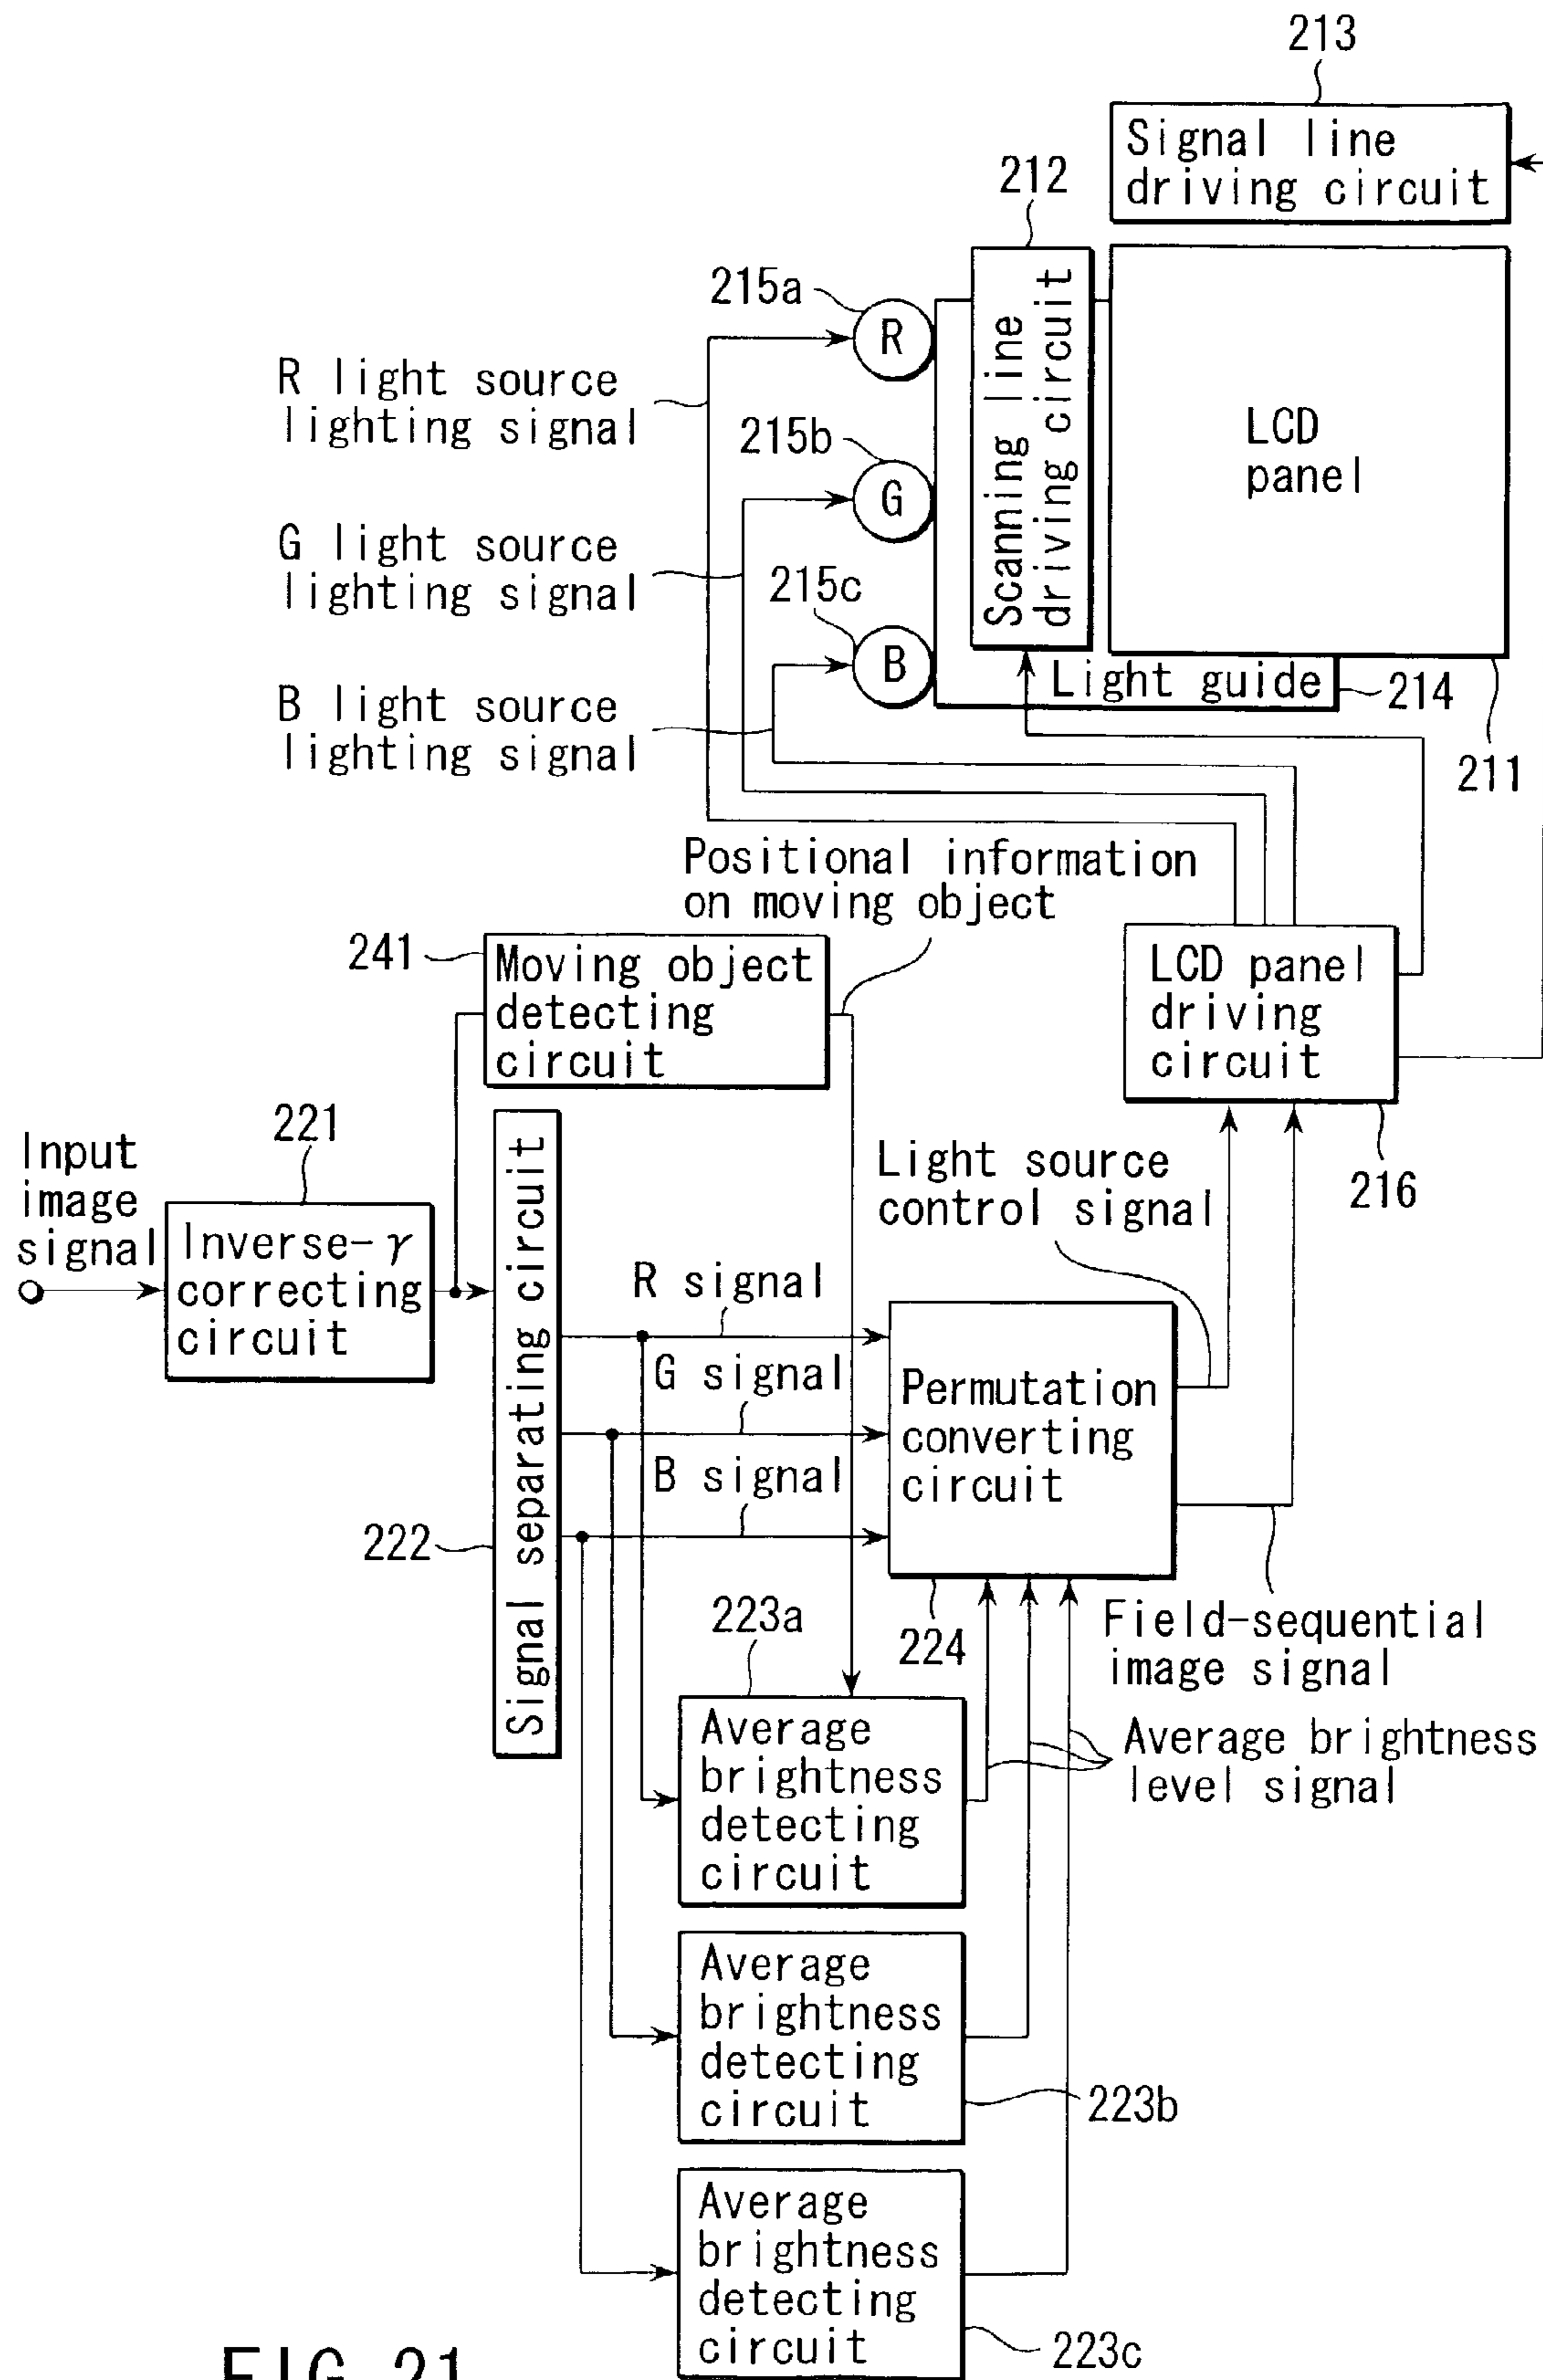 213
Signal line
driving circuit
212
Scanning line
driving circuit
215a
R
R light source
lighting signal
LCD
panel
215b
G
G light source
lighting signal
215c
B
Light guide
214
B light source
lighting signal
211
Positional information
on moving object
241
Moving object
detecting
circuit
LCD panel
driving
circuit
216
221
Input
image
signal
Inverse-γ
correcting
circuit
Signal separating circuit
222
Light source
control signal
R signal
G signal
B signal
Permutation
converting
circuit
224
Field-sequential
image signal
223a
Average
brightness
detecting
circuit
Average brightness
level signal
Average
brightness
detecting
circuit
223b
Average
brightness
detecting
circuit
223c
FIG. 21